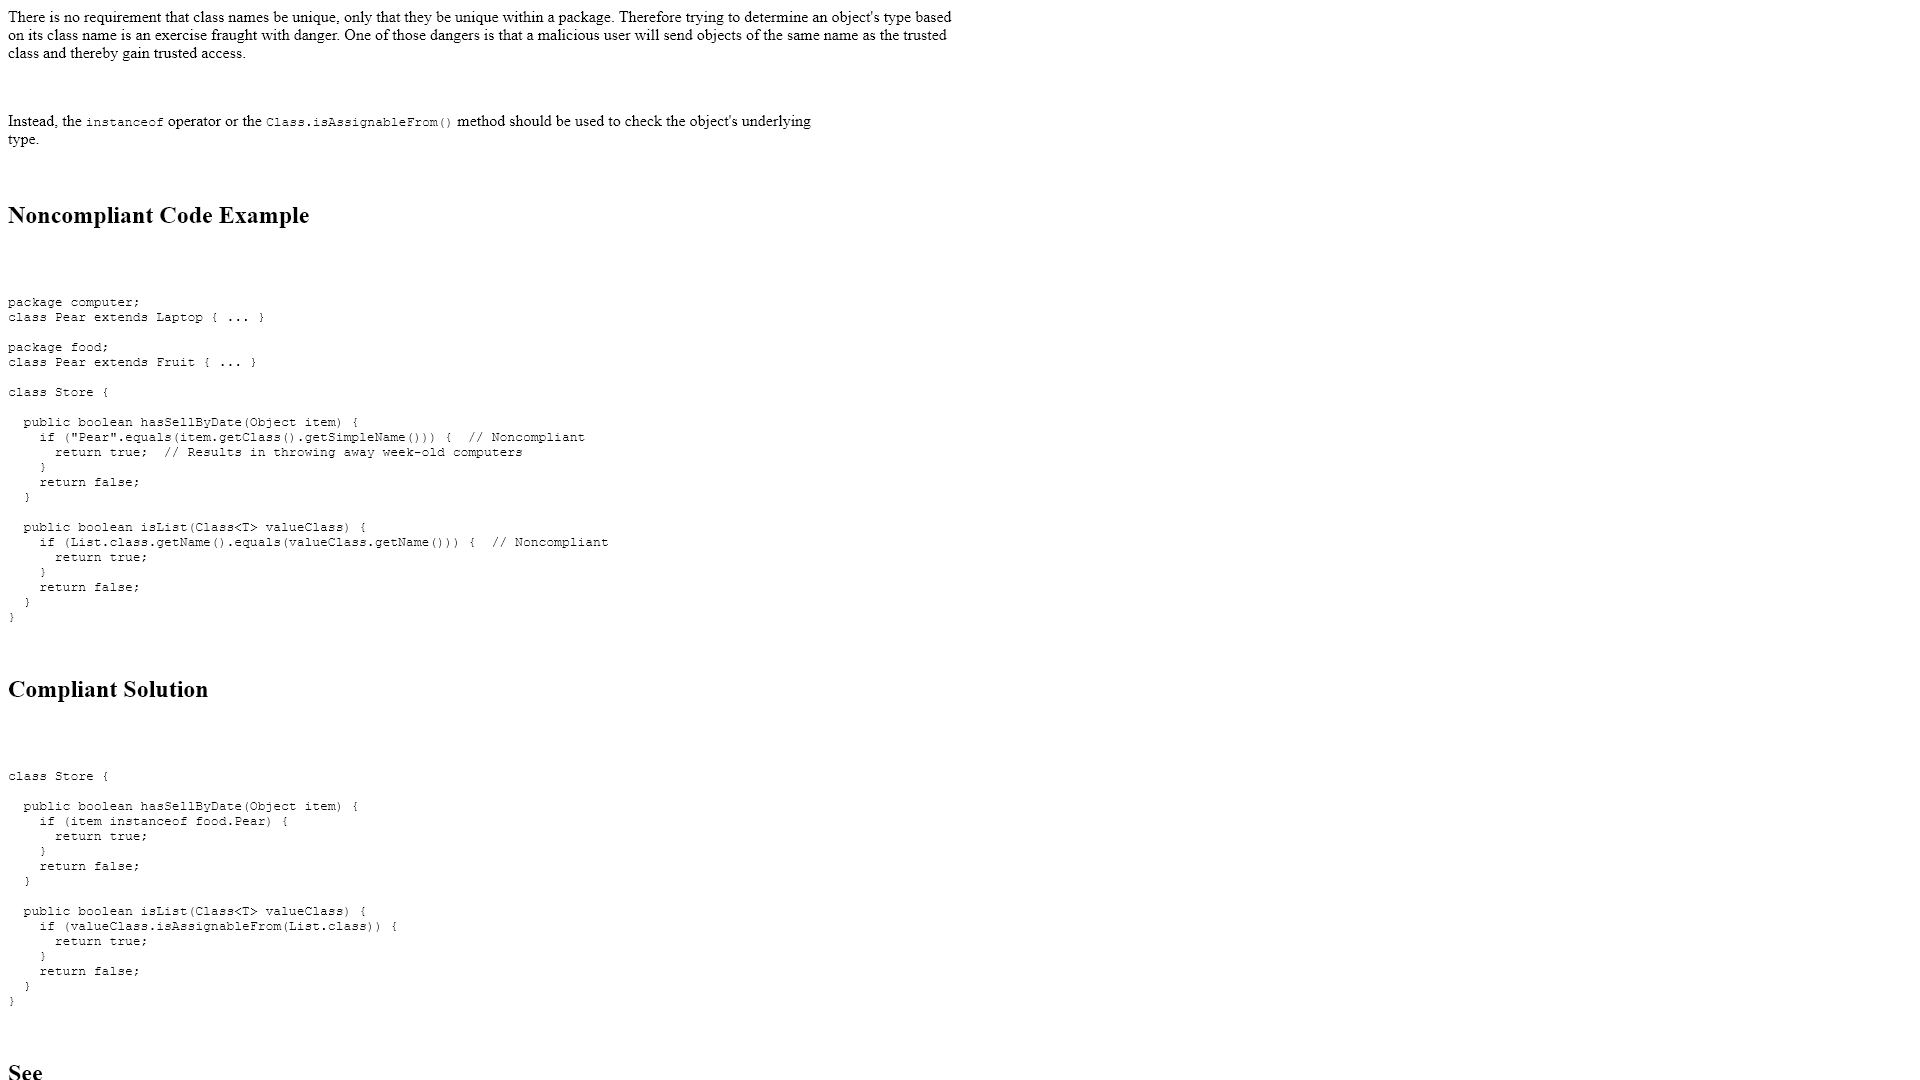 There is no requirement that class names be unique, only that they be unique within a package. Therefore trying to determine an object's type based
on its class name is an exercise fraught with danger. One of those dangers is that a malicious user will send objects of the same name as the trusted
class and thereby gain trusted access.
Instead, the instanceof operator or the Class.isAssignableFrom() method should be used to check the object's underlying
type.
Noncompliant Code Example
package computer;
class Pear extends Laptop { ... }
package food;
class Pear extends Fruit { ... }
class Store {
  public boolean hasSellByDate(Object item) {
    if ("Pear".equals(item.getClass().getSimpleName())) {  // Noncompliant
      return true;  // Results in throwing away week-old computers
    }
    return false;
  }
  public boolean isList(Class<T> valueClass) {
    if (List.class.getName().equals(valueClass.getName())) {  // Noncompliant
      return true;
    }
    return false;
  }
}
Compliant Solution
class Store {
  public boolean hasSellByDate(Object item) {
    if (item instanceof food.Pear) {
      return true;
    }
    return false;
  }
  public boolean isList(Class<T> valueClass) {
    if (valueClass.isAssignableFrom(List.class)) {
      return true;
    }
    return false;
  }
}
See